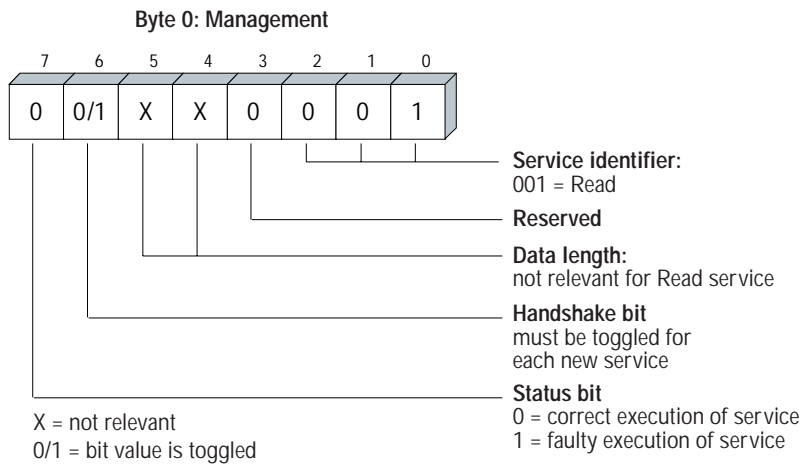 Byte 0: Management
7 6 5 4 3 2 1 0
0 0/1 X X 0 0 0 1
Service identifier:
001 = Read
Reserved
Data length:
not relevant for Read service
Handshake bit
must be toggled for
each new service
Status bit
0 = correct execution of service
1 = faulty execution of service
X = not relevant
0/1 = bit value is toggled